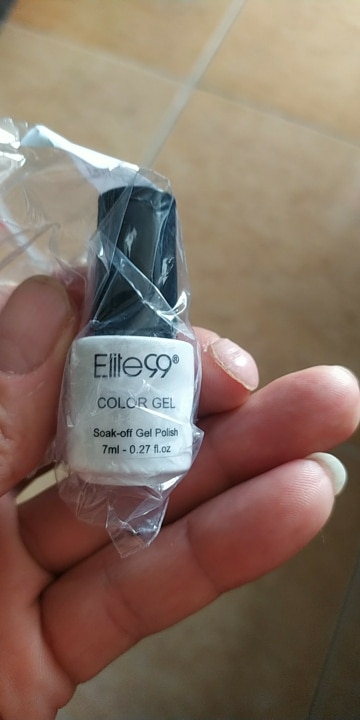 Elite99®
COLOR GEL
Soak-off Gel Polish
7ml - 0.27 fl.oz